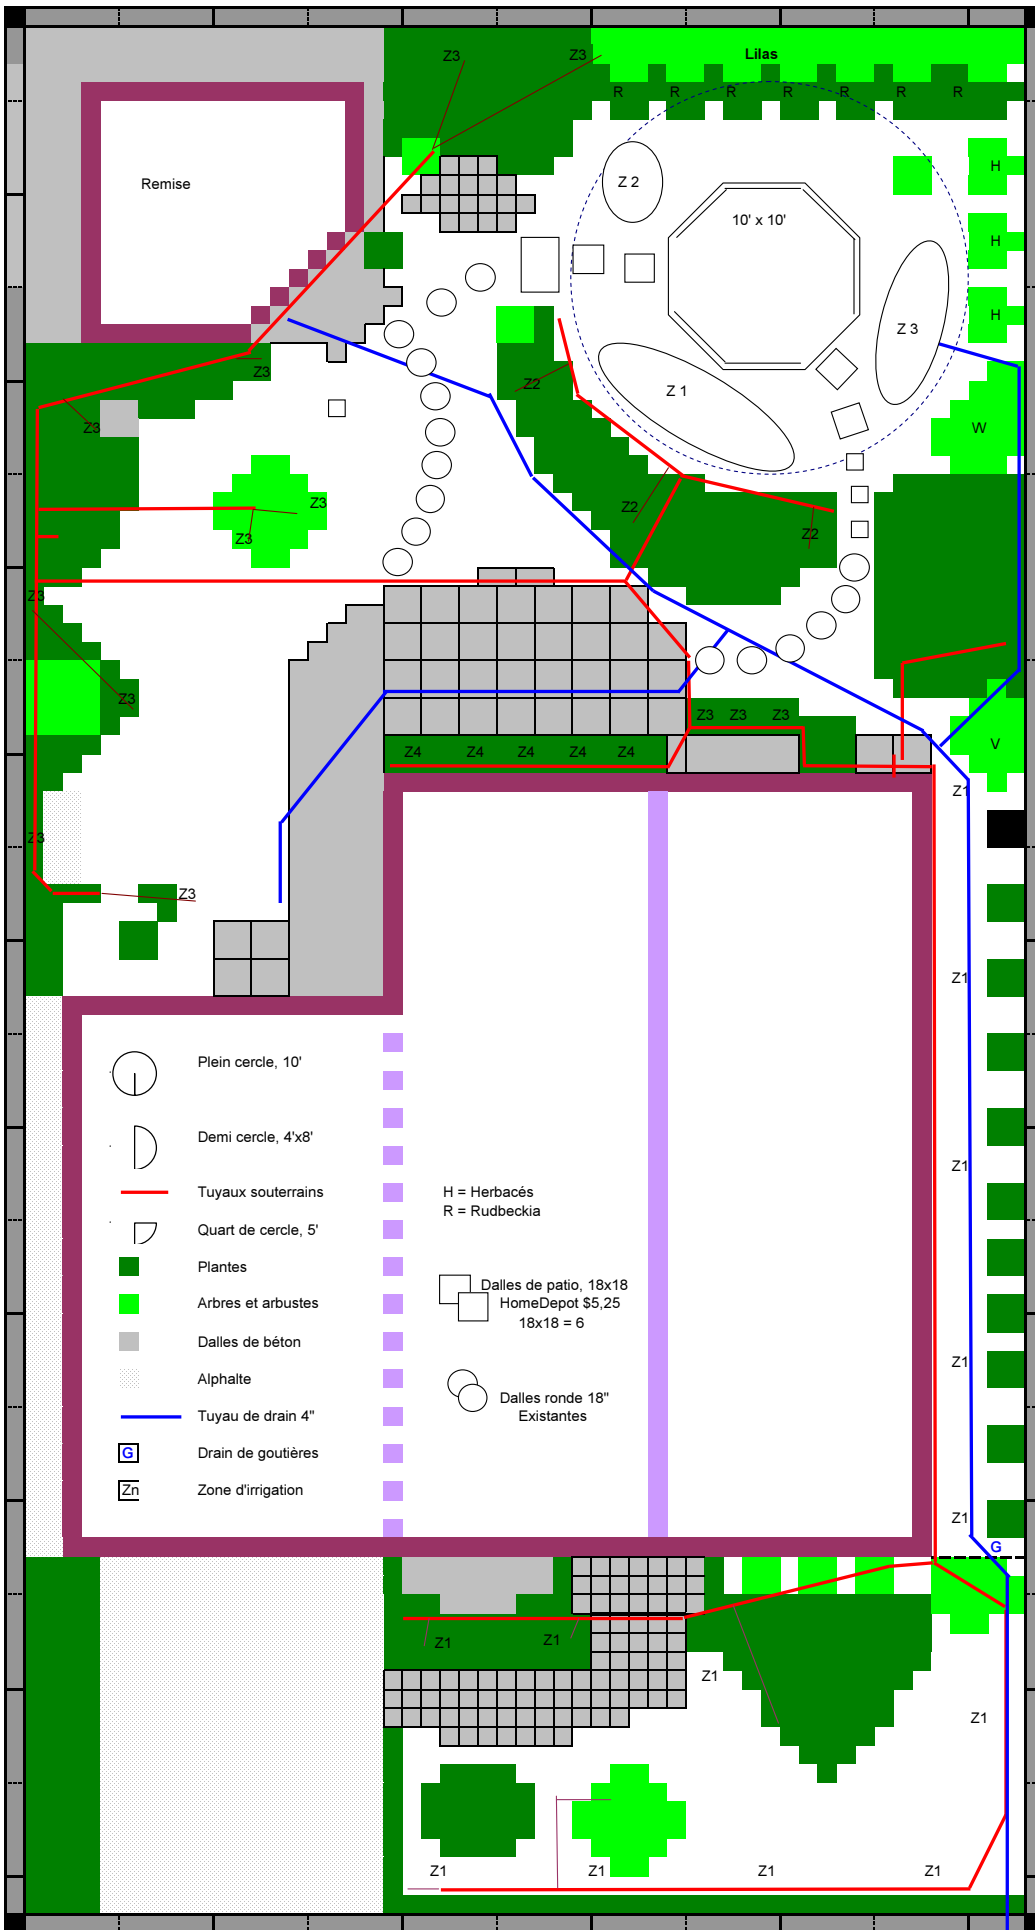 Z3
Z3
Lilas
R R R R R R R
H
Remise
Z 2
10' x 10'
H
H
Z 3
Z3
Z2
Z 1
Z3
W
Z3
Z2
Z3
Z2
Z3
Z3
Z3 Z3 Z3
V
Z4 Z4 Z4 Z4 Z4
Z1
Z3
Z3
Z1
Plein cercle, 10'
Demi cercle, 4'x8'
Z1
Tuyaux souterrains
H = Herbacés
R = Rudbeckia
Quart de cercle, 5'
Plantes
Dalles de patio, 18x18
HomeDepot $5,25
18x18 = 6
Arbres et arbustes
Dalles de béton
Z1
Alphalte
Dalles ronde 18"
Existantes
Tuyau de drain 4"
G Drain de goutières
Zn Zone d'irrigation
Z1
G
Z1
Z1
Z1
Z1
Z1
Z1
Z1
Z1